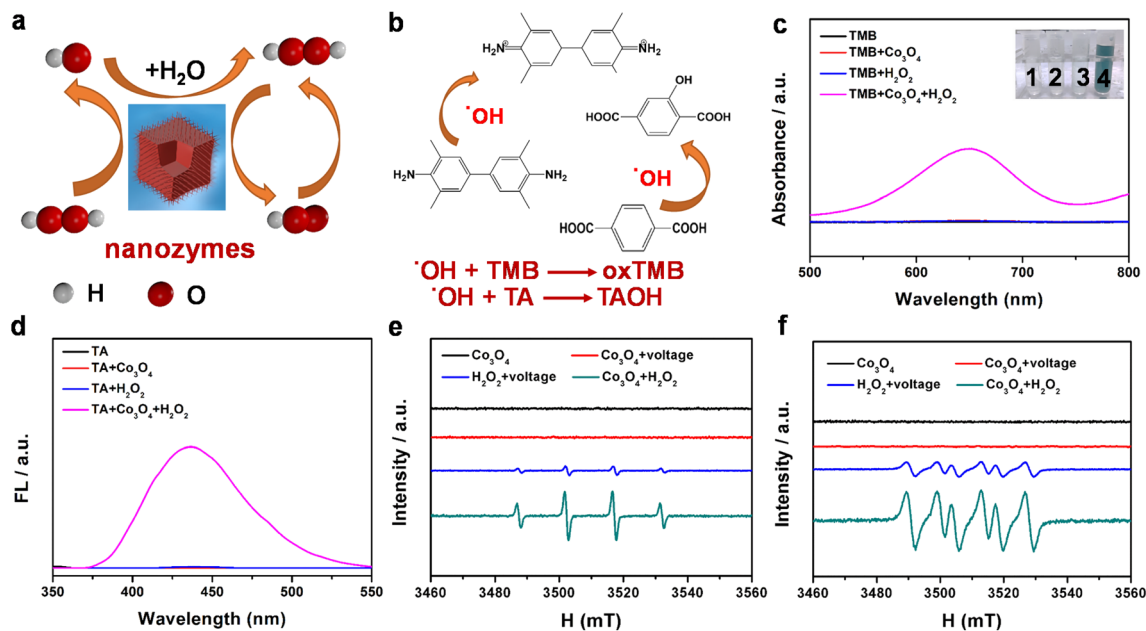 a
+H₂O
nanozymes
H
O
b
H₂N⁺
NH₂⁺
•OH
OH
HOOC
COOH
H₂N
NH₂
•OH
HOOC
COOH
•OH + TMB → oxTMB
•OH + TA → TAOH
c
TMB
TMB+Co₃O₄
TMB+H₂O₂
TMB+Co₃O₄+H₂O₂
1 2 3 4
Absorbance / a.u.
500 600 700 800
Wavelength (nm)
d
TA
TA+Co₃O₄
TA+H₂O₂
TA+Co₃O₄+H₂O₂
FL / a.u.
350 400 450 500 550
Wavelength (nm)
e
Co₃O₄
Co₃O₄+voltage
H₂O₂+voltage
Co₃O₄+H₂O₂
Intensity / a.u.
3460 3480 3500 3520 3540 3560
H (mT)
f
Co₃O₄
Co₃O₄+voltage
H₂O₂+voltage
Co₃O₄+H₂O₂
Intensity / a.u.
3460 3480 3500 3520 3540 3560
H (mT)